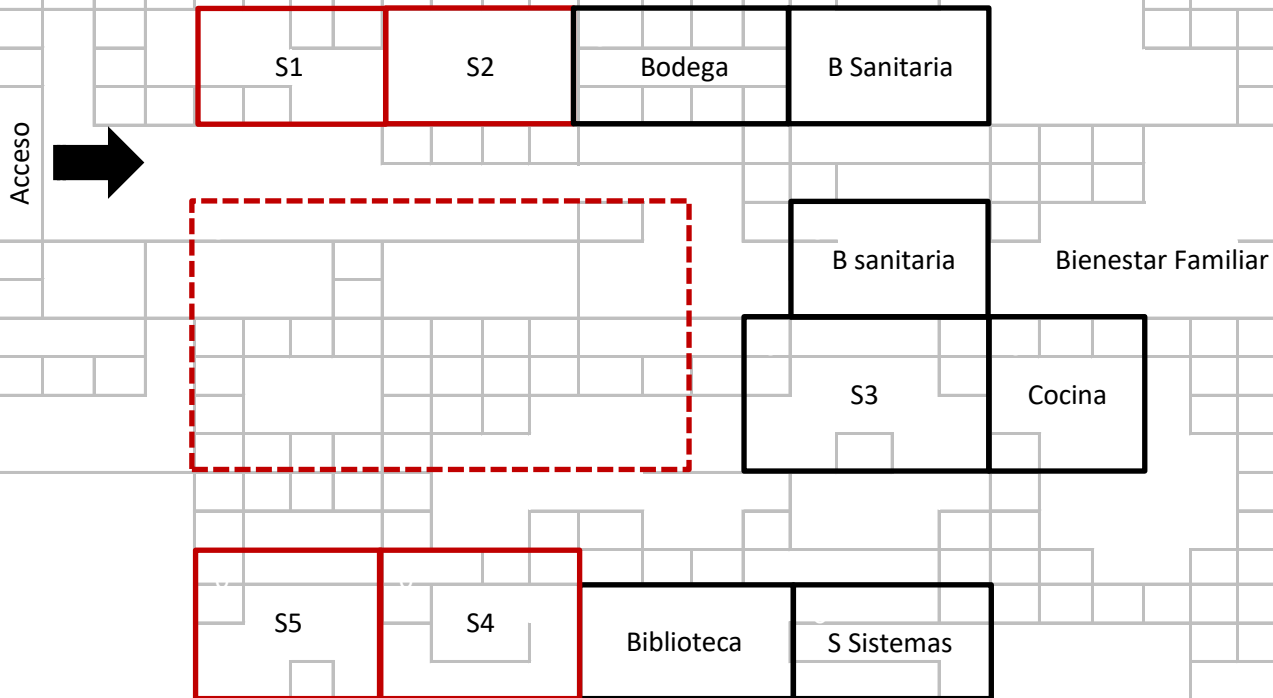 S1
S2
Bodega
B Sanitaria
Acceso
B sanitaria
Bienestar Familiar
S3
Cocina
S5
S4
Biblioteca
S Sistemas